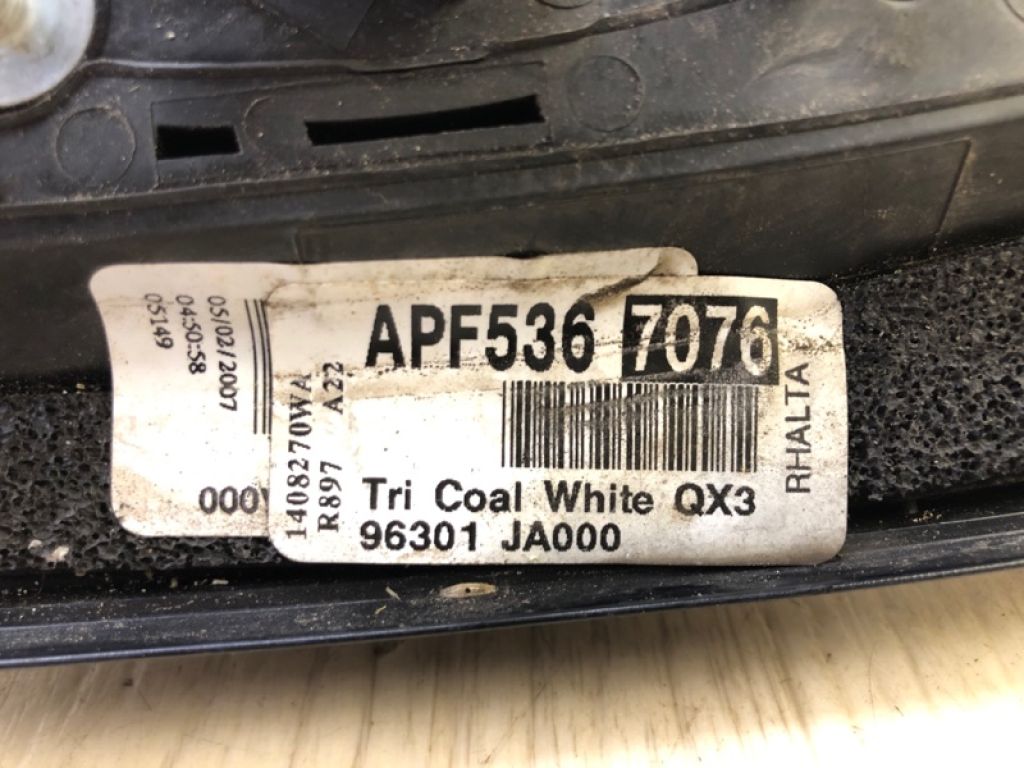 APF536 7076
Tri Coal White QX3
96301 JA000
1408270WA
R897 A22
RHALTA
05/02/2007
04:50:58
05149
000